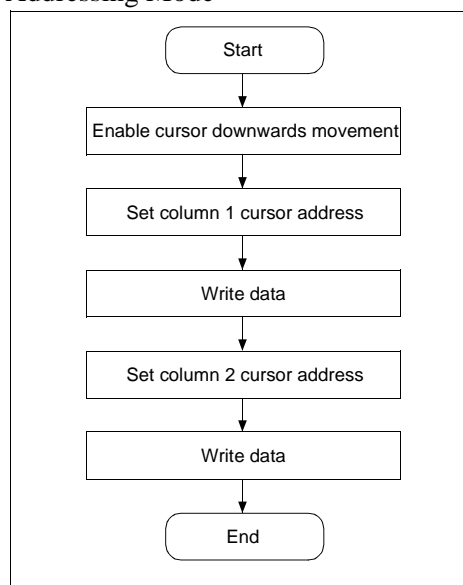 Addressing Mode
Start
Enable cursor downwards movement
Set column 1 cursor address
Write data
Set column 2 cursor address
Write data
End